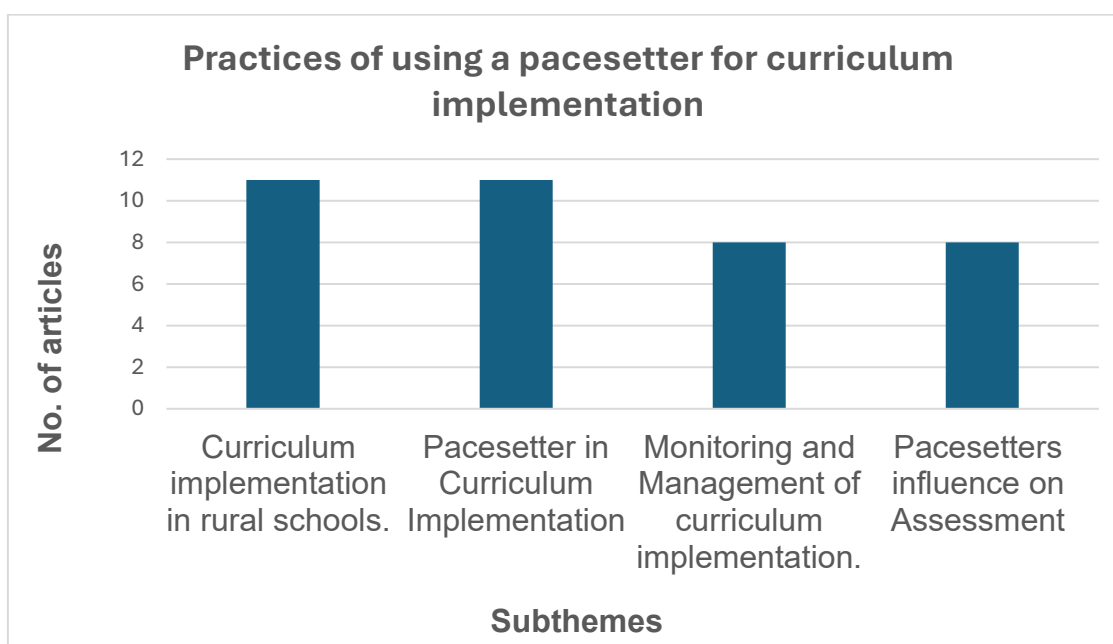 Practices of using a pacesetter for curriculum
implementation
No. of articles
12
10
8
6
4
2
0
Curriculum
implementation
in rural schools.
Pacesetter in
Curriculum
Implementation
Monitoring and
Management of
curriculum
implementation.
Pacesetters
influence on
Assessment
Subthemes